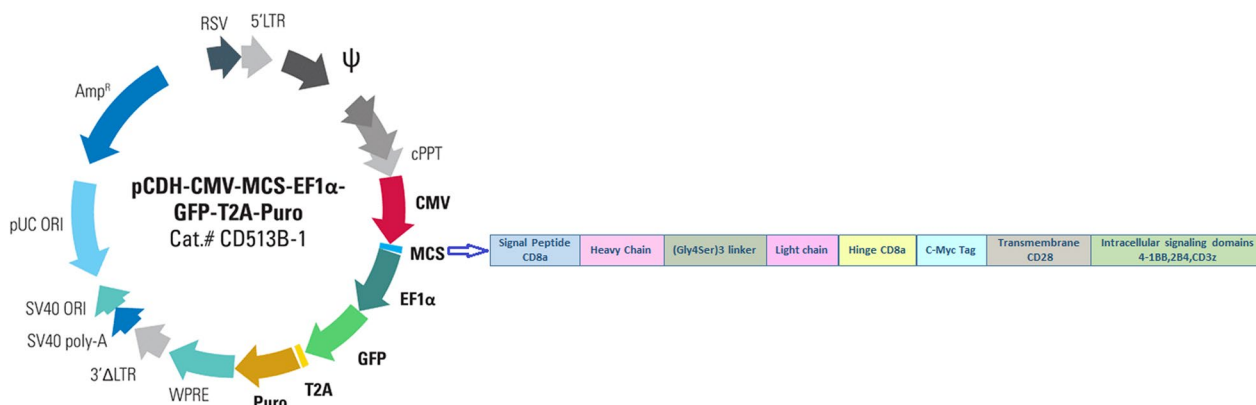 RSV
5'LTR
ψ
Amp^R
cPPT
pCDH-CMV-MCS-EF1α-
GFP-T2A-Puro
Cat.# CD513B-1
CMV
pUC ORI
MCS
Signal Peptide
CD8a
Heavy Chain
(Gly4Ser)3 linker
Light chain
Hinge CD8a
C-Myc Tag
Transmembrane
CD28
Intracellular signaling domains
4-1BB,2B4,CD3z
EF1α
SV40 ORI
SV40 poly-A
GFP
3'ΔLTR
WPRE
T2A
Puro